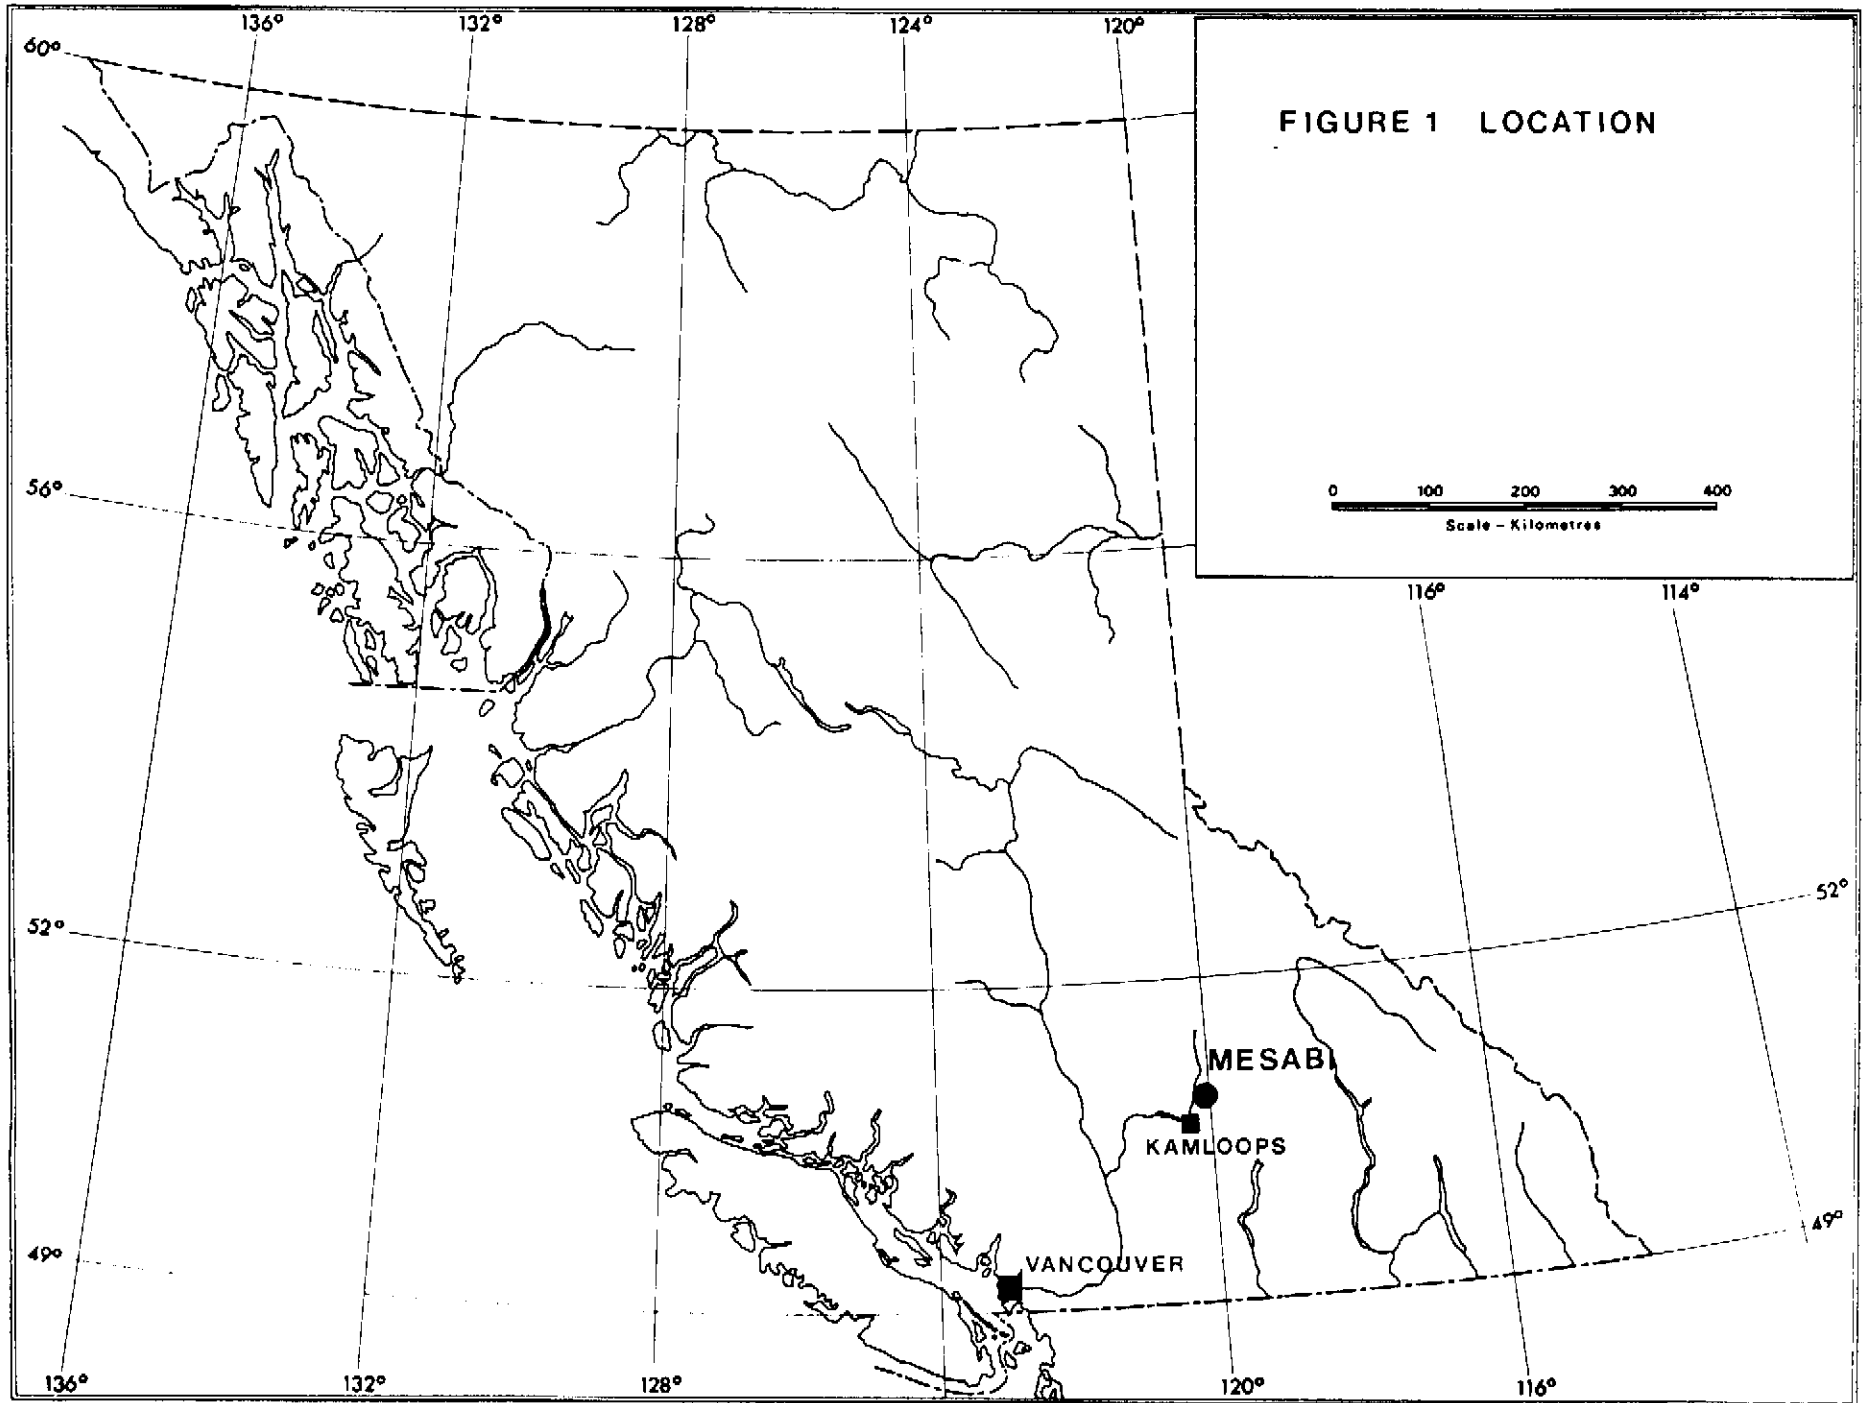 136° 132° 128° 124° 120°
60°
FIGURE 1 LOCATION
56°
0 100 200 300 400
Scale - Kilometres
116° 114°
52°
52°
MESABI
KAMLOOPS
49°
49°
VANCOUVER
136° 132° 128° 120° 116°